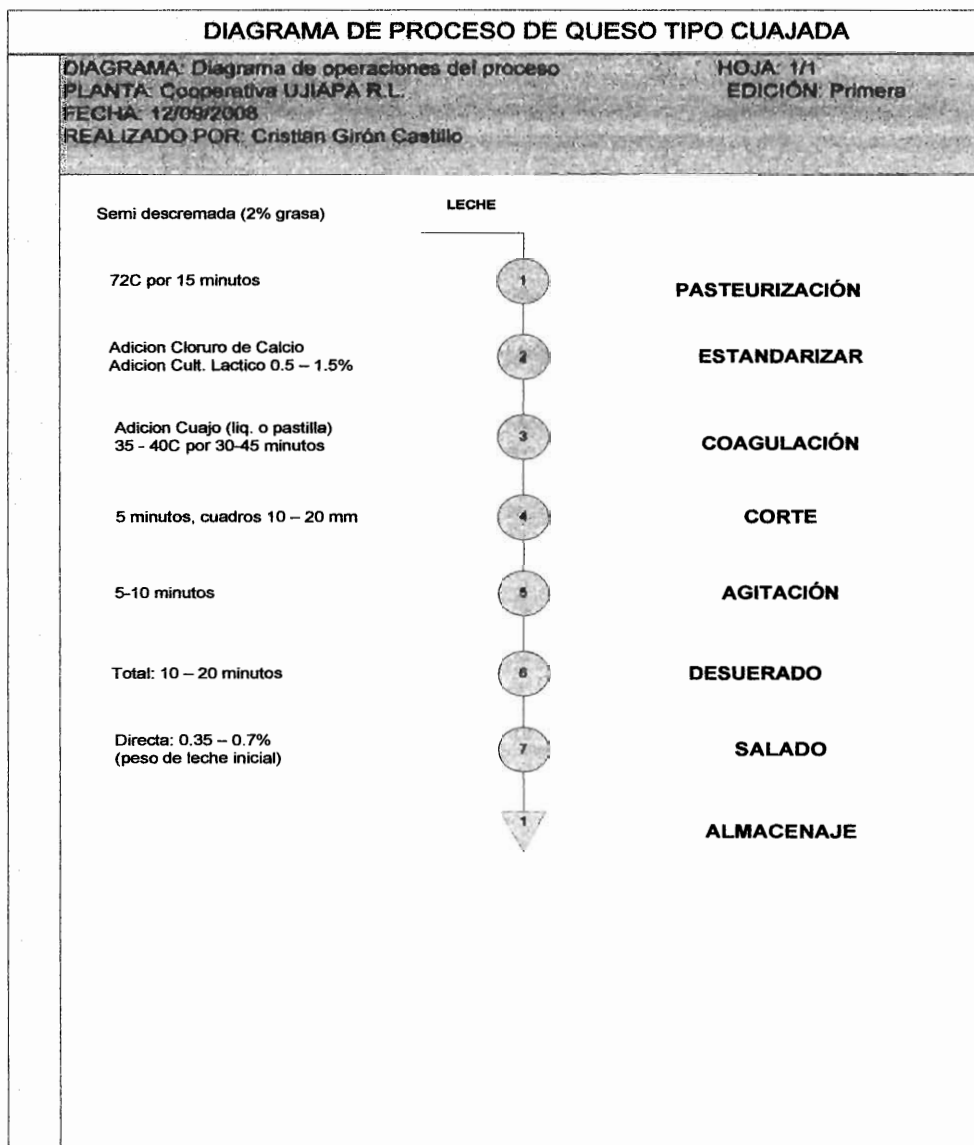 DIAGRAMA DE PROCESO DE QUESO TIPO CUAJADA
DIAGRAMA: Diagrama de operaciones del proceso HOJA: 1/1
PLANTA: Cooperativa UJIAPA R.L. EDICIÓN: Primera
FECHA: 12/09/2008
REALIZADO POR: Cristian Girón Castillo
Semi descremada (2% grasa) LECHE
72C por 15 minutos 1 PASTEURIZACIÓN
Adicion Cloruro de Calcio
Adicion Cult. Lactico 0.5 – 1.5% 2 ESTANDARIZAR
Adicion Cuajo (liq. o pastilla)
35 - 40C por 30-45 minutos 3 COAGULACIÓN
5 minutos, cuadros 10 – 20 mm 4 CORTE
5-10 minutos 5 AGITACIÓN
Total: 10 – 20 minutos 6 DESUERADO
Directa: 0.35 – 0.7%
(peso de leche inicial) 7 SALADO
1 ALMACENAJE